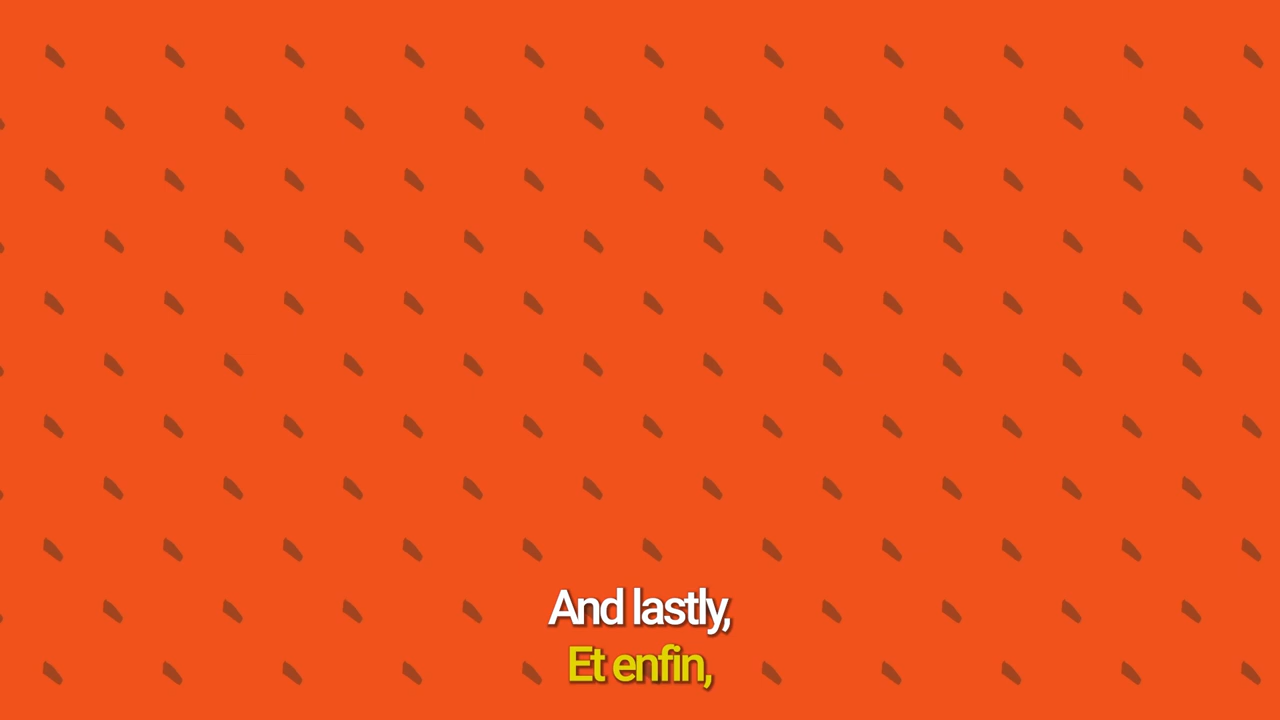 And lastly,
Et enfin,